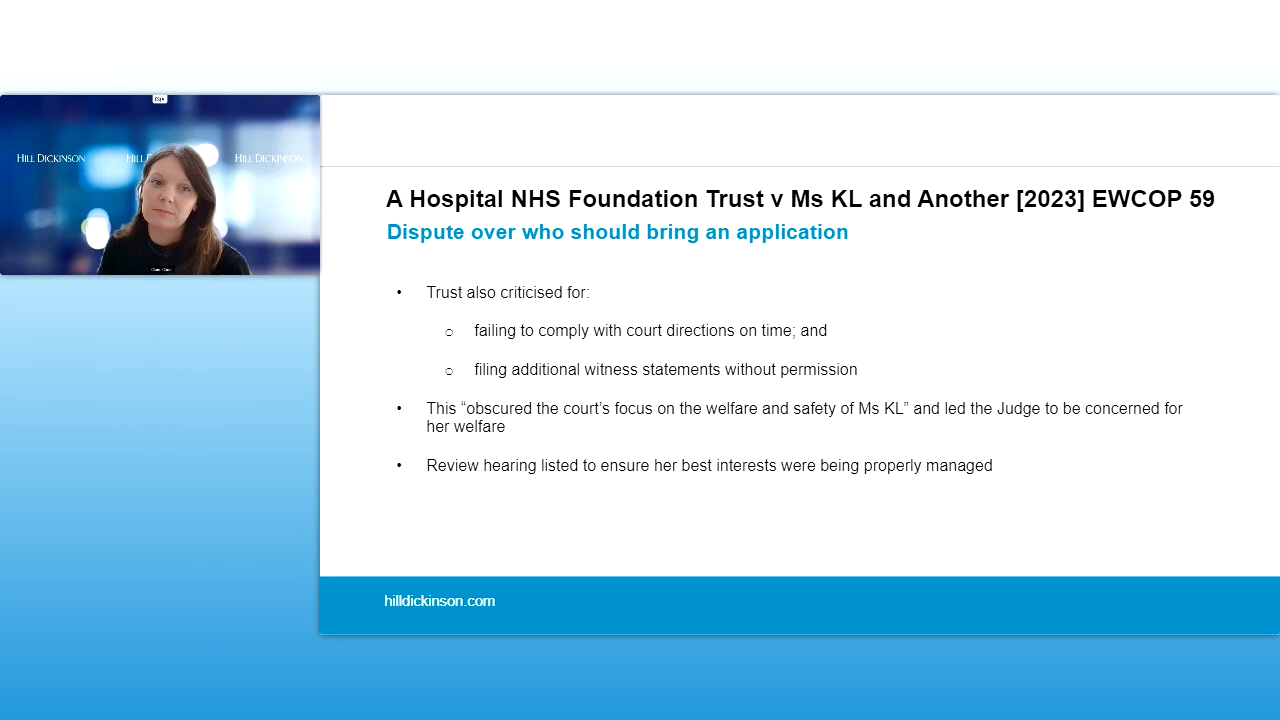 HILL DICKINSON
HILL
HILL DICKINSON
A Hospital NHS Foundation Trust v Ms KL and Another [2023] EWCOP 59
Dispute over who should bring an application
• Trust also criticised for:
o failing to comply with court directions on time; and
o filing additional witness statements without permission
• This “obscured the court’s focus on the welfare and safety of Ms KL” and led the Judge to be concerned for
her welfare
• Review hearing listed to ensure her best interests were being properly managed
hilldickinson.com